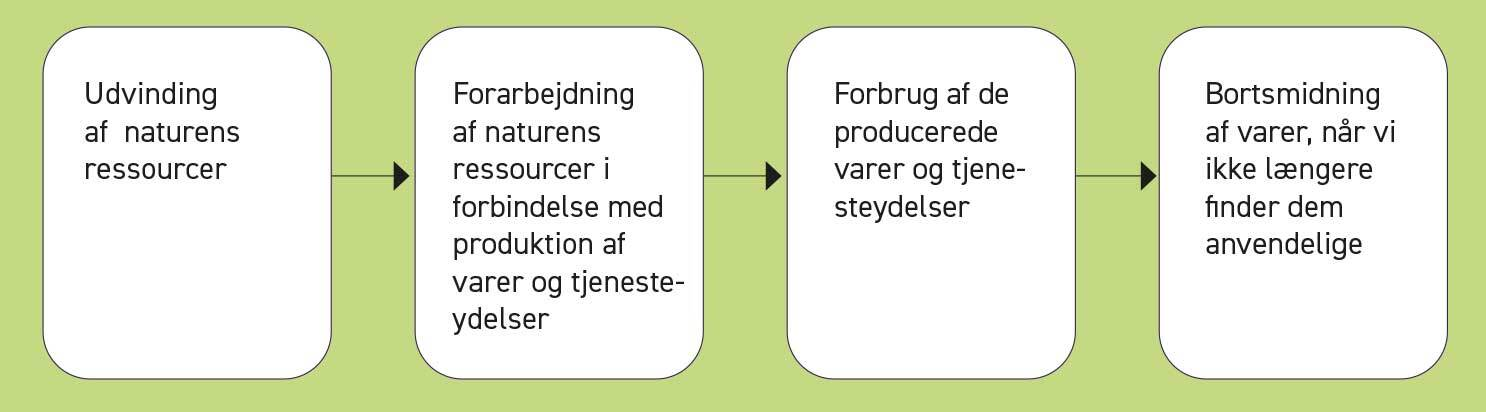 Udvinding
af naturens
ressourcer
Forarbejdning
af naturens
ressourcer i
forbindelse med
produktion af
varer og tjeneste-
ydelser
Forbrug af de
producerede
varer og tjene-
steydelser
Bortsmidning
af varer, når vi
ikke længere
finder dem
anvendelige